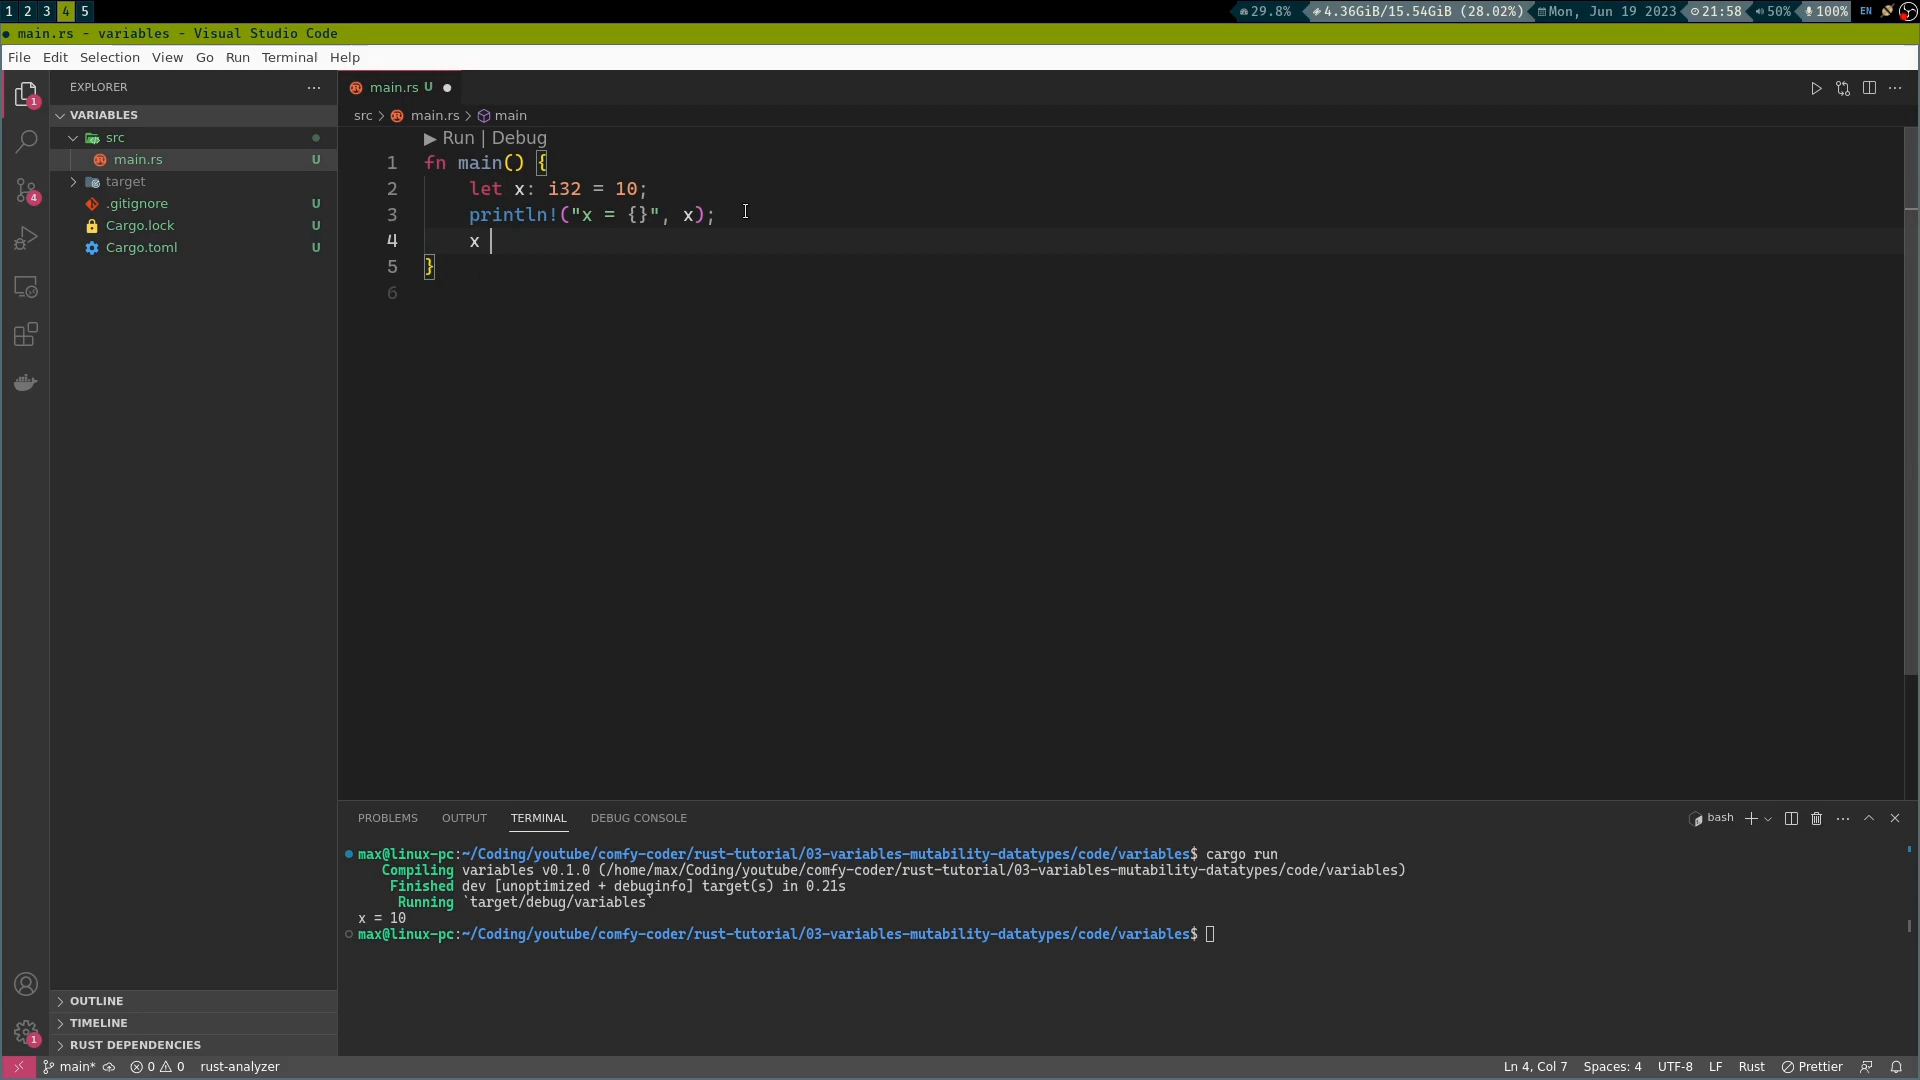 1 2 3 4 5 29.8% 4.36GiB/15.54GiB (28.02%) Mon, Jun 19 2023 21:58 50% 100% EN
main.rs - variables - Visual Studio Code
File Edit Selection View Go Run Terminal Help
EXPLORER
main.rs U
VARIABLES
src > main.rs > main
src
main.rs U
target
.gitignore U
Cargo.lock U
Cargo.toml U
▶ Run | Debug
1 fn main() {
2 let x: i32 = 10;
3 println!("x = {}", x);
4 x
5 }
6
1
4
PROBLEMS OUTPUT TERMINAL DEBUG CONSOLE bash
max@linux-pc:~/Coding/youtube/comfy-coder/rust-tutorial/03-variables-mutability-datatypes/code/variables$ cargo run
Compiling variables v0.1.0 (/home/max/Coding/youtube/comfy-coder/rust-tutorial/03-variables-mutability-datatypes/code/variables)
Finished dev [unoptimized + debuginfo] target(s) in 0.21s
Running `target/debug/variables`
x = 10
max@linux-pc:~/Coding/youtube/comfy-coder/rust-tutorial/03-variables-mutability-datatypes/code/variables$
OUTLINE
TIMELINE
RUST DEPENDENCIES
1
main* 0 0 rust-analyzer Ln 4, Col 7 Spaces: 4 UTF-8 LF Rust Prettier